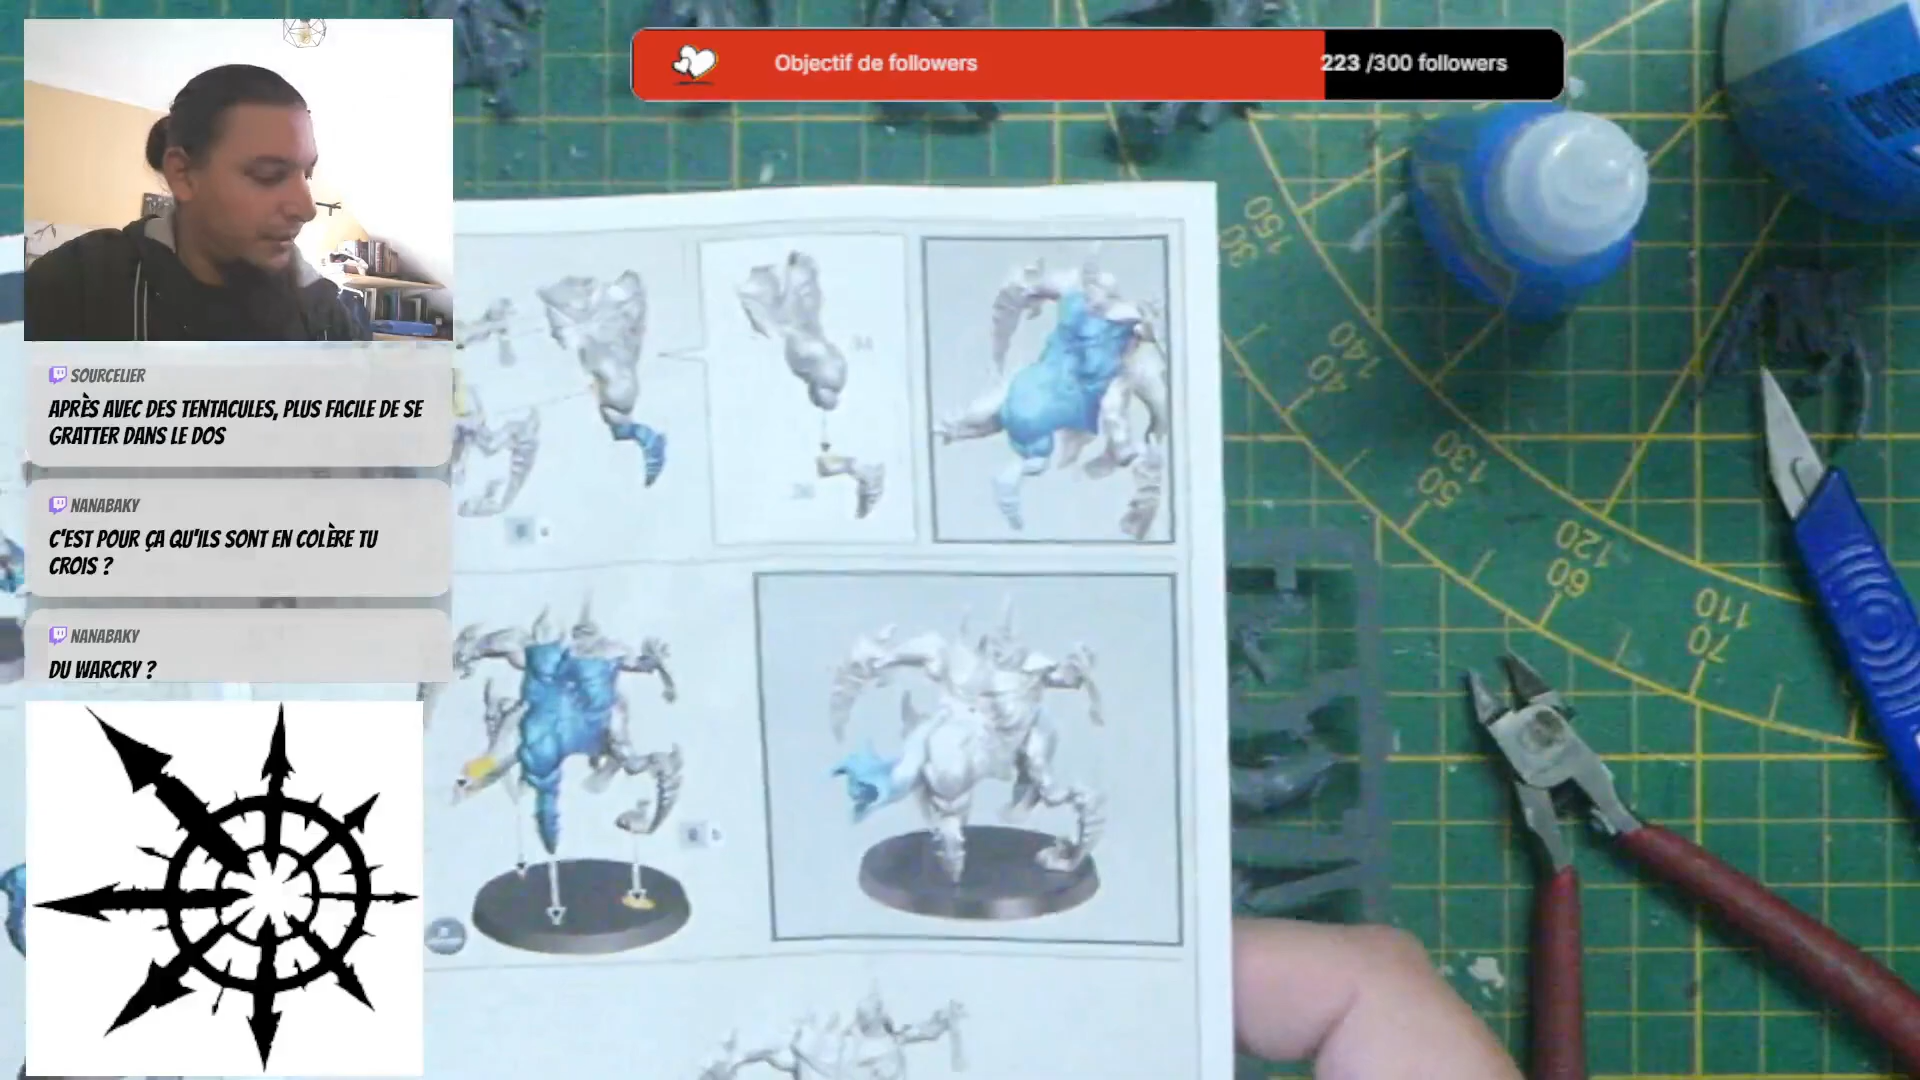 Objectif de followers
223 /300 followers
SOURCELIER
APRÈS AVEC DES TENTACULES, PLUS FACILE DE SE
GRATTER DANS LE DOS
NANABAKY
C'EST POUR ÇA QU'ILS SONT EN COLÈRE TU
CROIS ?
NANABAKY
DU WARCRY ?
150
30
140
40
130
50
120
60
110
70